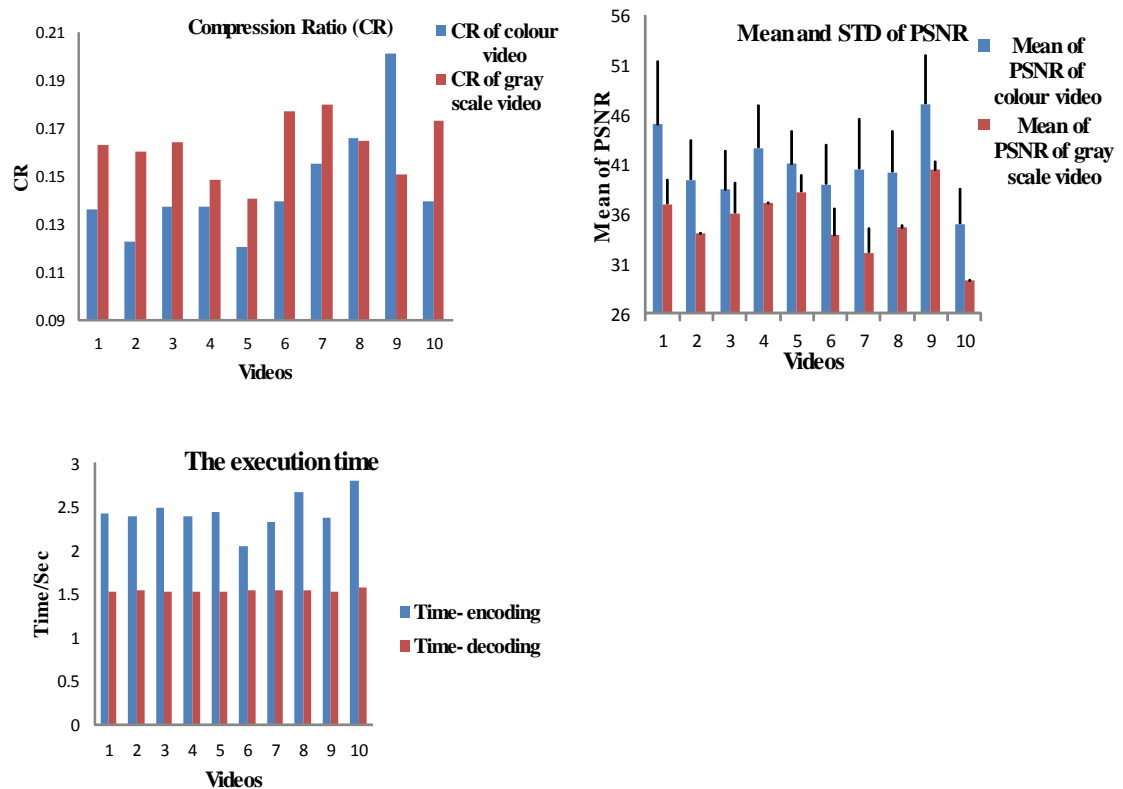 Compression Ratio (CR)
0.21
0.19
0.17
0.15
0.13
0.11
0.09
CR
1 2 3 4 5 6 7 8 9 10
Videos
CR of colour
video
CR of gray
scale video
Mean and STD of PSNR
56
51
46
41
36
31
26
Mean of PSNR
1 2 3 4 5 6 7 8 9 10
Videos
Mean of
PSNR of
colour video
Mean of
PSNR of gray
scale video
The execution time
3
2.5
2
1.5
1
0.5
0
Time/Sec
1 2 3 4 5 6 7 8 9 10
Videos
Time- encoding
Time- decoding